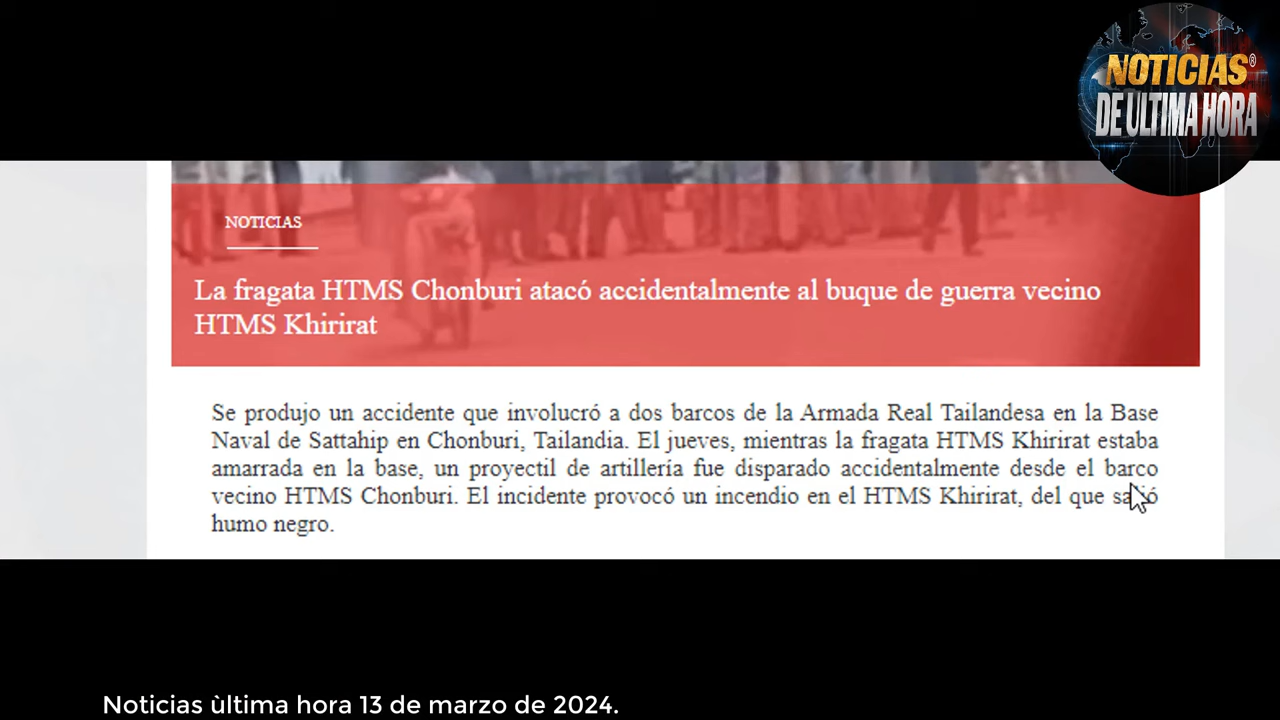 NOTICIAS®
DE ULTIMA HORA
NOTICIAS
La fragata HTMS Chonburi atacó accidentalmente al buque de guerra vecino
HTMS Khirirat
Se produjo un accidente que involucró a dos barcos de la Armada Real Tailandesa en la Base
Naval de Sattahip en Chonburi, Tailandia. El jueves, mientras la fragata HTMS Khirirat estaba
amarrada en la base, un proyectil de artillería fue disparado accidentalmente desde el barco
vecino HTMS Chonburi. El incidente provocó un incendio en el HTMS Khirirat, del que salió
humo negro.
Noticias ùltima hora 13 de marzo de 2024.